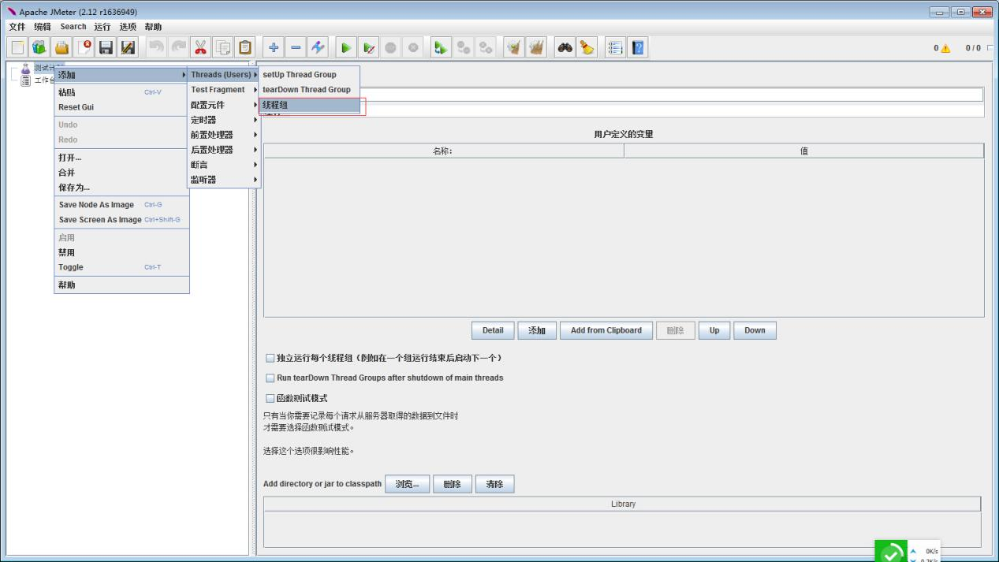 Apache JMeter (2.12 r1636949)
文件 编辑 Search 运行 选项 帮助
0 0 / 0
测试计
工作台
添加
粘贴 Ctrl-V
Reset Gui
Undo
Redo
打开...
合并
保存为...
Save Node As Image Ctrl-G
Save Screen As Image Ctrl+Shift-G
启用
禁用
Toggle Ctrl-T
帮助
Threads (Users)
Test Fragment
配置元件
定时器
前置处理器
后置处理器
断言
监听器
setUp Thread Group
tearDown Thread Group
线程组
用户定义的变量
名称: 值
Detail 添加 Add from Clipboard 删除 Up Down
独立运行每个线程组（例如在一个组运行结束后启动下一个）
Run tearDown Thread Groups after shutdown of main threads
函数测试模式
只有当你需要记录每个请求从服务器取得的数据到文件时
才需要选择函数测试模式。
选择这个选项很影响性能。
Add directory or jar to classpath 浏览... 删除 清除
Library
0K/s
0.2K/s